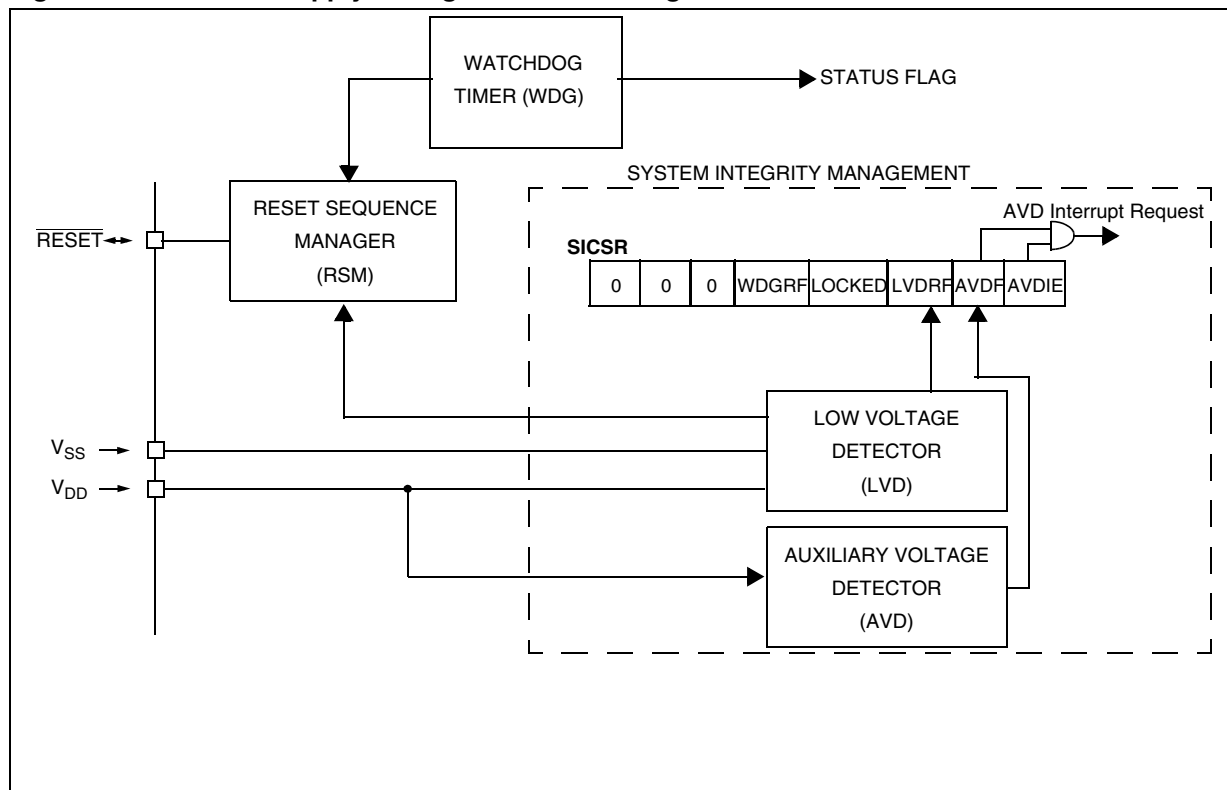 WATCHDOG
TIMER (WDG)
STATUS FLAG
SYSTEM INTEGRITY MANAGEMENT
RESET SEQUENCE
MANAGER
(RSM)
RESET
AVD Interrupt Request
SICSR
0 0 0 WDGRF LOCKED LVDRF AVDF AVDIE
LOW VOLTAGE
DETECTOR
(LVD)
VSS
VDD
AUXILIARY VOLTAGE
DETECTOR
(AVD)